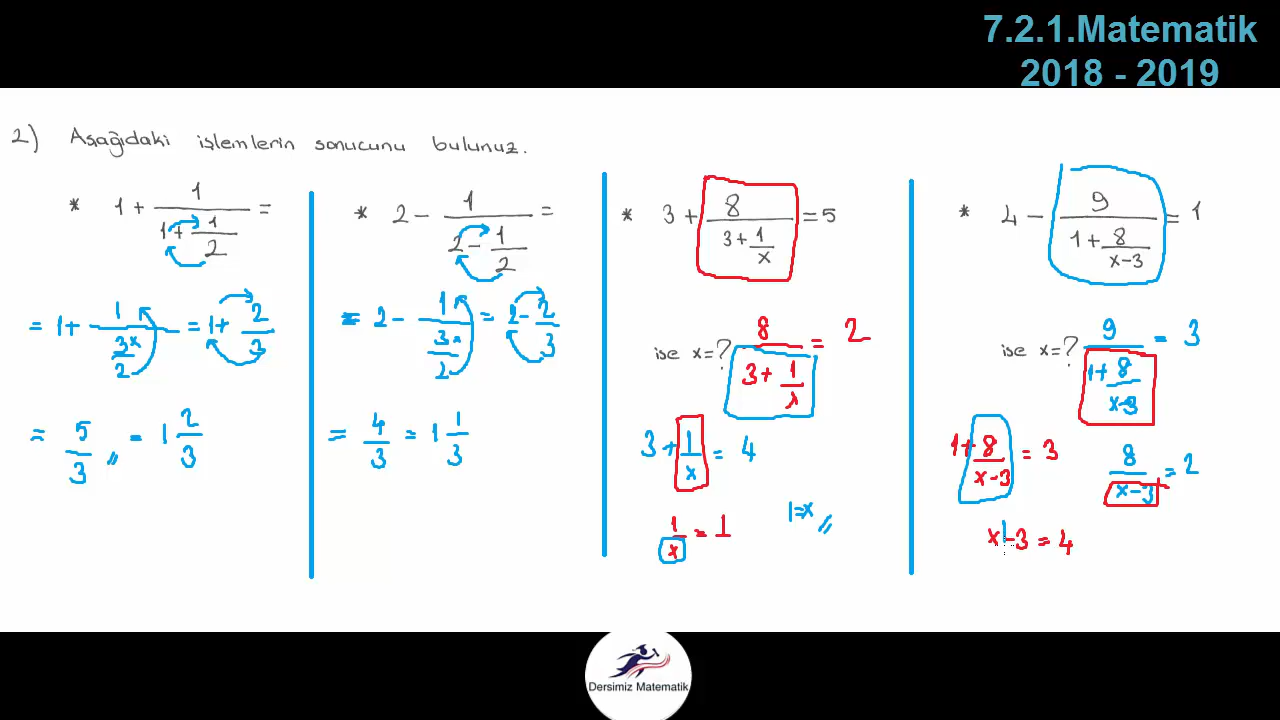 7.2.1.Matematik
2018 - 2019
2) Aşağıdaki işlemlerin sonucunu bulunuz.
* 1 + 1/(1 + 1/2) =
= 1 + 1/(3/2) = 1 + 2/3
= 5/3 = 1 2/3
* 2 - 1/(2 - 1/2) =
= 2 - 1/(3/2) = 2 - 2/3
= 4/3 = 1 1/3
* 3 + 8/(3 + 1/x) = 5
ise x = ? 8/(3 + 1/x) = 2
3 + 1/x = 4
1/x = 1
1 = x
* 4 - 9/(1 + 8/(x-3)) = 1
ise x = ? 9/(1 + 8/(x-3)) = 3
1 + 8/(x-3) = 3
8/(x-3) = 2
x - 3 = 4
Dersimiz Matematik